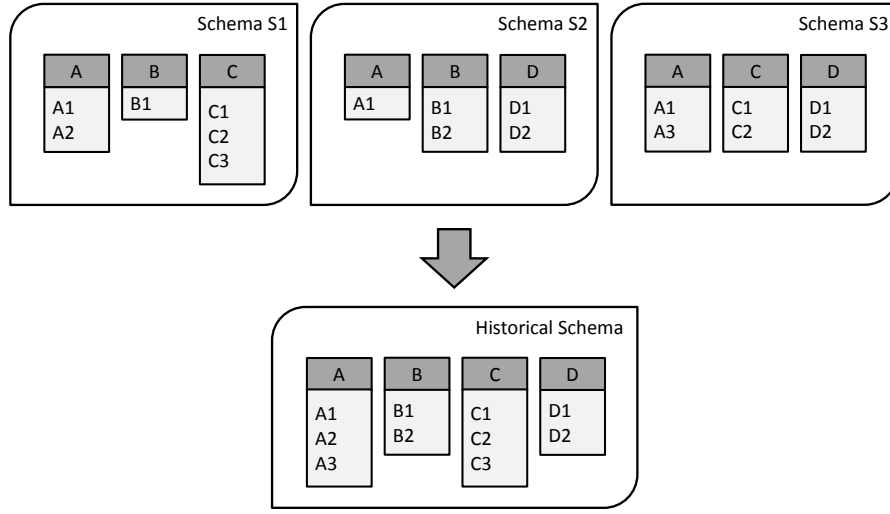 Schema S1
A
B
C
A1
A2
B1
C1
C2
C3
Schema S2
A
B
D
A1
B1
B2
D1
D2
Schema S3
A
C
D
A1
A3
C1
C2
D1
D2
Historical Schema
A
B
C
D
A1
A2
A3
B1
B2
C1
C2
C3
D1
D2